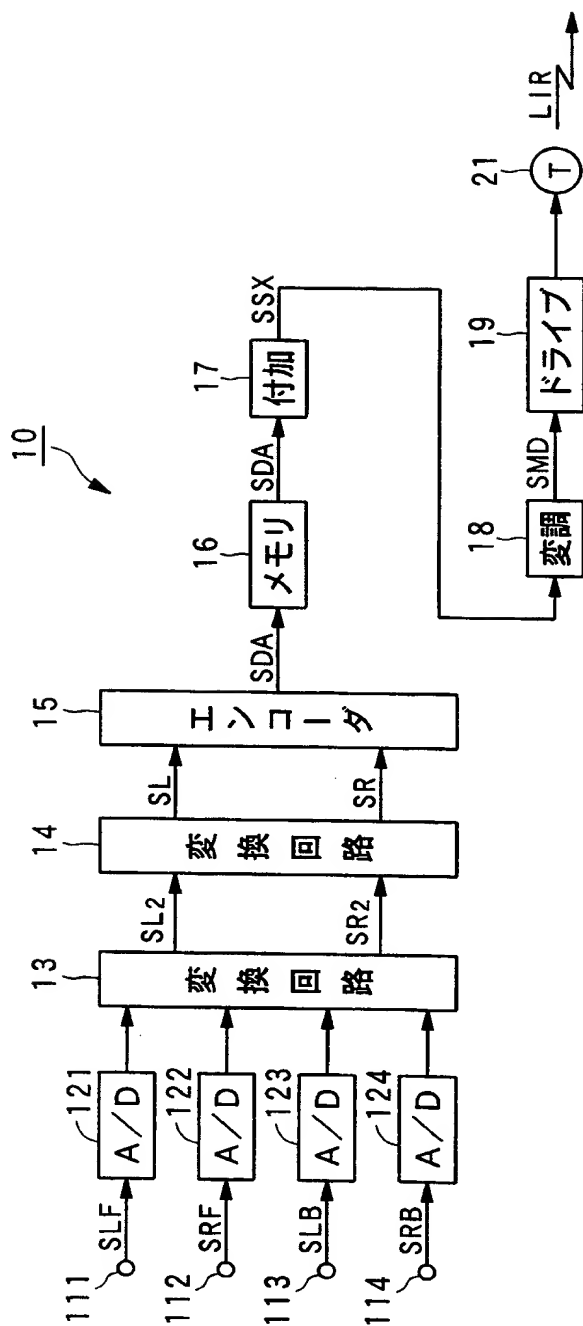 10
111
SLF
121
A/D
112
SRF
122
A/D
113
SLB
123
A/D
114
SRB
124
A/D
13
変換回路
SL2
SR2
14
変換回路
SL
SR
15
エンコーダ
SDA
16
メモリ
SDA
17
付加
SSX
18
変調
SMD
19
ドライブ
21
T
LIR